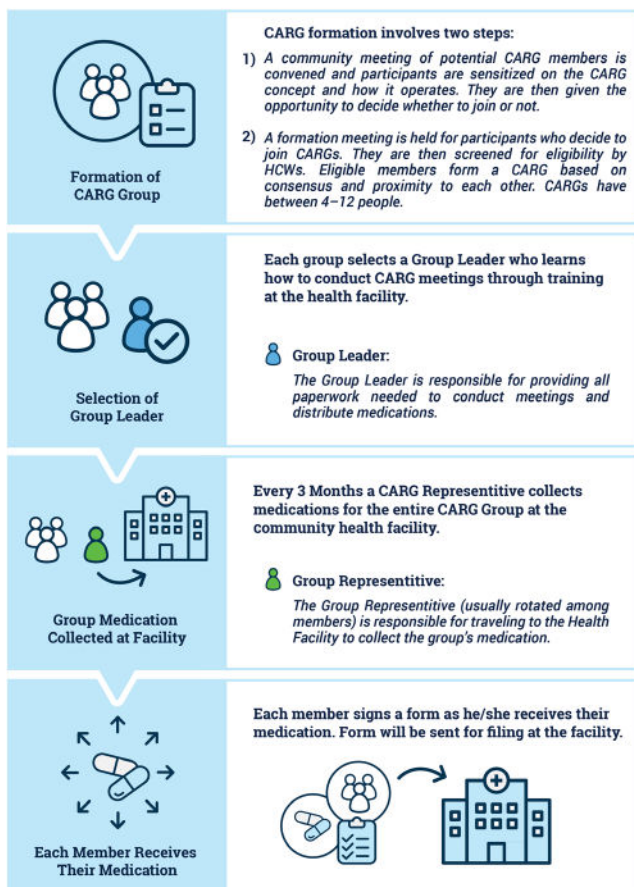 CARG formation involves two steps:
1) A community meeting of potential CARG members is
convened and participants are sensitized on the CARG
concept and how it operates. They are then given the
opportunity to decide whether to join or not.
2) A formation meeting is held for participants who decide to
join CARGs. They are then screened for eligibility by
HCWs. Eligible members form a CARG based on
consensus and proximity to each other. CARGs have
between 4–12 people.
Formation of
CARG Group
Each group selects a Group Leader who learns
how to conduct CARG meetings through training
at the health facility.
Group Leader:
The Group Leader is responsible for providing all
paperwork needed to conduct meetings and
distribute medications.
Selection of
Group Leader
Every 3 Months a CARG Representitive collects
medications for the entire CARG Group at the
community health facility.
Group Representitive:
The Group Representitive (usually rotated among
members) is responsible for traveling to the Health
Facility to collect the group's medication.
Group Medication
Collected at Facility
Each member signs a form as he/she receives their
medication. Form will be sent for filing at the facility.
Each Member Receives
Their Medication